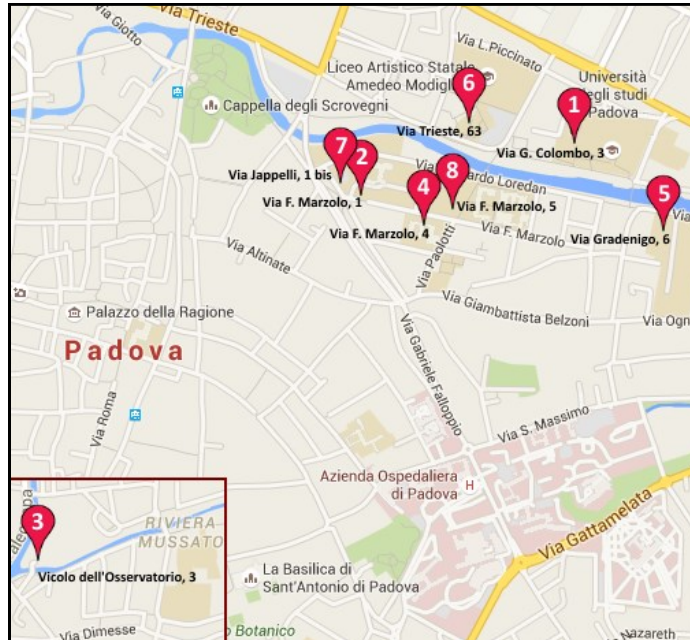 Via Trieste
Via Giotto
Via L.Piccinato
Liceo Artistico Statale
Amedeo Modigli
Università
degli studi
Padova
6
1
Cappella degli Scrovegni
Via Trieste, 63
Via G. Colombo, 3
7
2
8
Via Jappelli, 1 bis
Via
ardo Loredan
4
5
Via F. Marzolo, 1
Via F. Marzolo, 5
Via F. Marzolo, 4
Via F. Marzolo
Via Gradenigo, 6
Via Paolotti
Via Altinate
Palazzo della Ragione
Via Giambattista Belzoni
Via Ogn
Padova
Via Gabriele Falloppio
Via Roma
Via S. Massimo
Azienda Ospedaliera
di Padova
H
Via Gattamelata
3
RIVIERA
MUSSATO
Vicolo dell'Osservatorio, 3
La Basilica di
Sant'Antonio di Padova
Via Dimesse
o Botanico
Nazareth